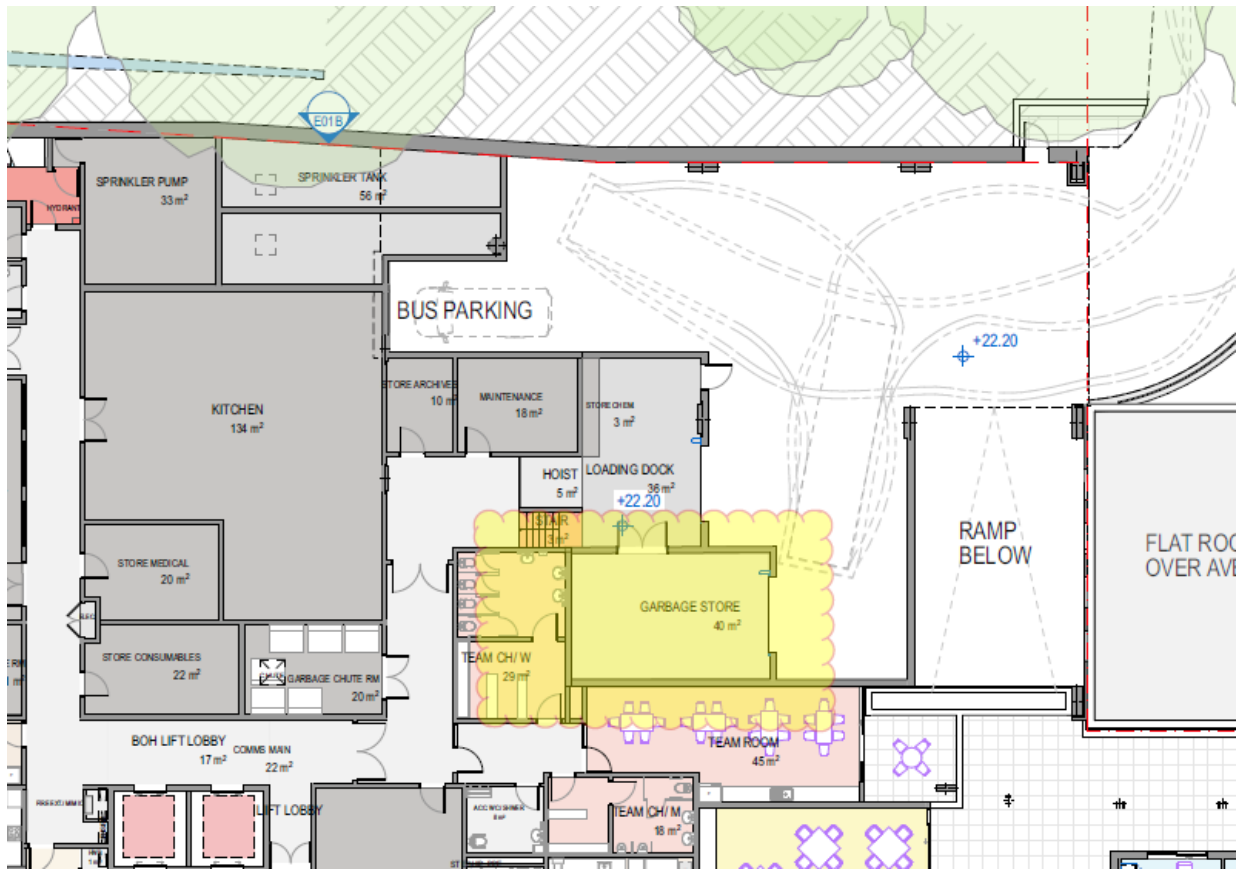 E01B
SPRINKLER PUMP
33 m²
SPRINKLER TANK
56 m²
HYDRANT
BUS PARKING
+22.20
STORE ARCHIVES
10 m²
MAINTENANCE
18 m²
STORE CHEM
3 m²
KITCHEN
134 m²
HOIST
5 m²
LOADING DOCK
36 m²
+22.20
STAIR
3 m²
RAMP
BELOW
FLAT ROO
OVER AVE
STORE MEDICAL
20 m²
GARBAGE STORE
40 m²
STORE CONSUMABLES
22 m²
GARBAGE CHUTE RM
20 m²
TEAM CH/ W
29 m²
BOH LIFT LOBBY
17 m²
COMMS MAIN
22 m²
TEAM ROOM
45 m²
LIFT LOBBY
TEAM CH/ M
18 m²